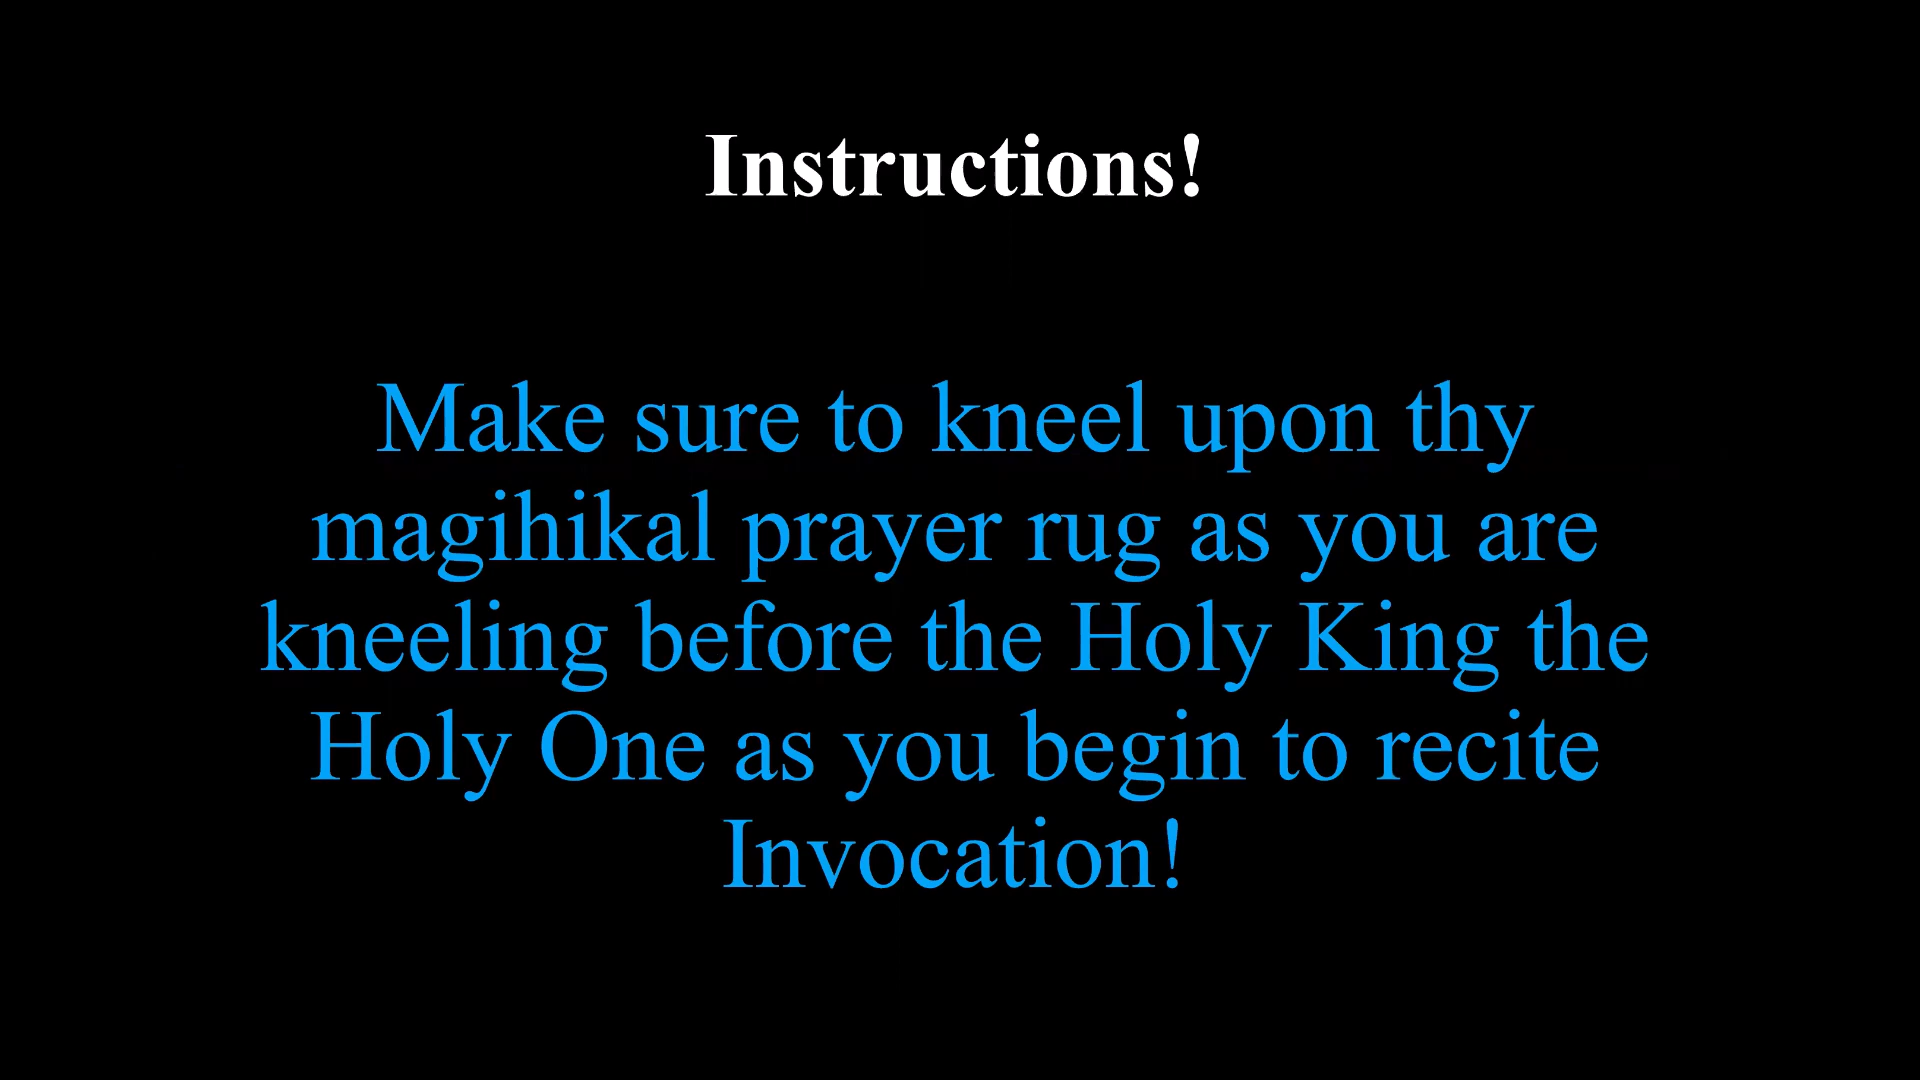 Instructions!
Make sure to kneel upon thy
magihikal prayer rug as you are
kneeling before the Holy King the
Holy One as you begin to recite
Invocation!